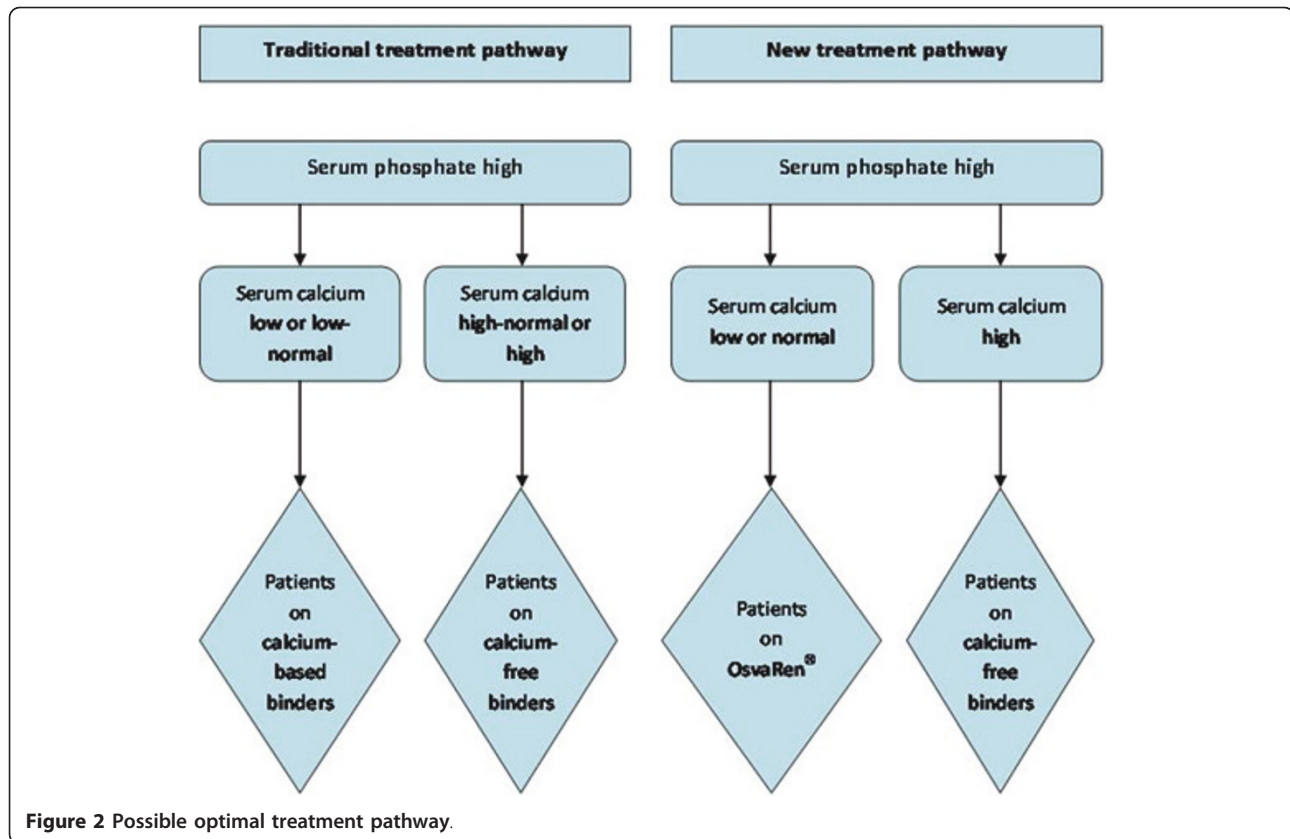 Traditional treatment pathway
New treatment pathway
Serum phosphate high
Serum phosphate high
Serum calcium
low or low-
normal
Serum calcium
high-normal or
high
Serum calcium
low or normal
Serum calcium
high
Patients
on
calcium-
based
binders
Patients
on
calcium-
free
binders
Patients
on
OsvaRen®
Patients
on
calcium-
free
binders
Figure 2 Possible optimal treatment pathway.